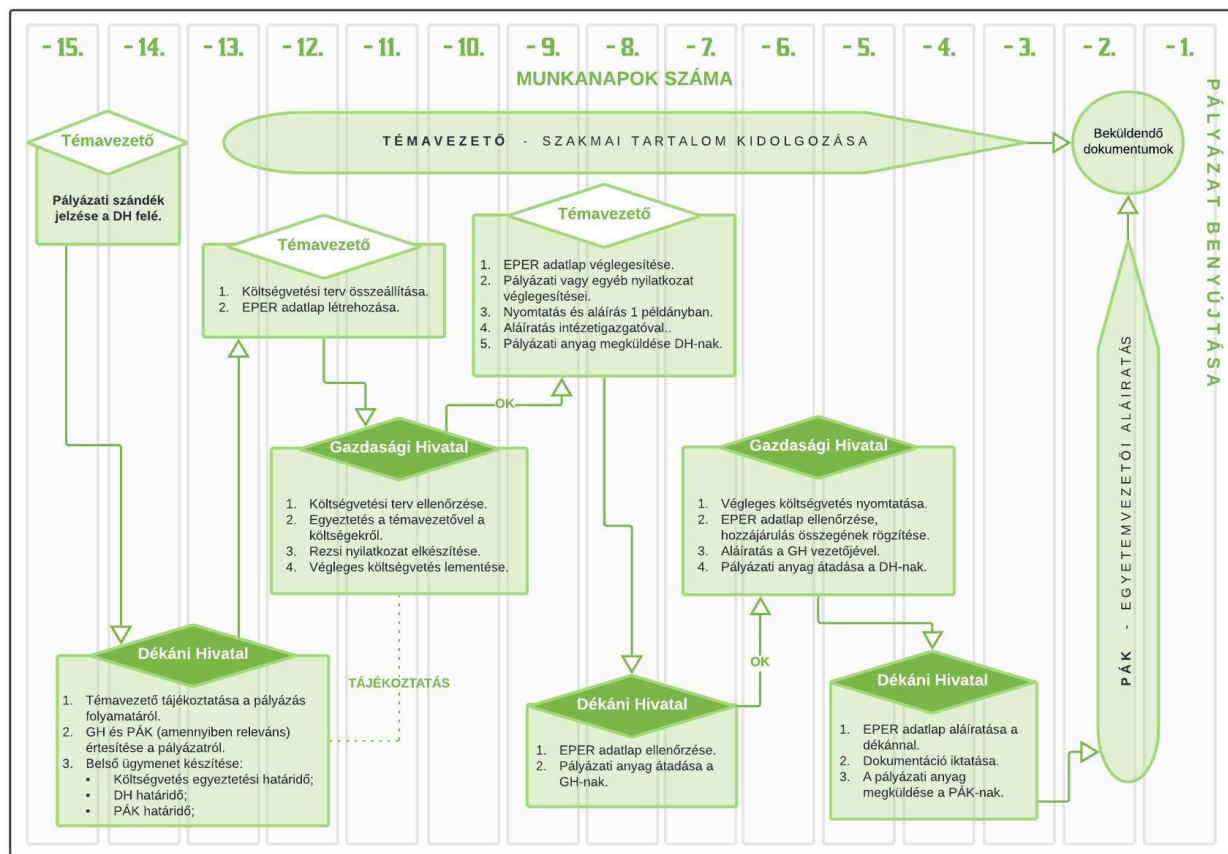 - 15. - 14. - 13. - 12. - 11. - 10. - 9. - 8. - 7. - 6. - 5. - 4. - 3. - 2. - 1.
MUNKANAPOK SZÁMA
Témavezető
Pályázati szándék
jelzése a DH felé.
TÉMAVEZETŐ - SZAKMAI TARTALOM KIDOLGOZÁSA
Beküldendő
dokumentumok
PÁLYÁZAT BENYÚJTÁSA
Témavezető
1. Költségvetési terv összeállítása.
2. EPER adatlap létrehozása.
Témavezető
1. EPER adatlap véglegesítése.
2. Pályázati vagy egyéb nyilatkozat
véglegesítései.
3. Nyomtatás és aláírás 1 példányban.
4. Aláíratás intézetigazgatóval..
5. Pályázati anyag megküldése DH-nak.
OK
Gazdasági Hivatal
1. Költségvetési terv ellenőrzése.
2. Egyeztetés a témavezetővel a
költségekről.
3. Rezsi nyilatkozat elkészítése.
4. Végleges költségvetés lementése.
Gazdasági Hivatal
1. Végleges költségvetés nyomtatása.
2. EPER adatlap ellenőrzése,
hozzájárulás összegének rögzítése.
3. Aláíratás a GH vezetőjével.
4. Pályázati anyag átadása a DH-nak.
PÁK - EGYETEMVEZETŐI ALÁÍRATÁS
Dékáni Hivatal
1. Témavezető tájékoztatása a pályázás
folyamatáról.
2. GH és PÁK (amennyiben releváns)
értesítése a pályázatról.
3. Belső ügymenet készítése:
• Költségvetés egyeztetési határidő;
• DH határidő;
• PÁK határidő;
TÁJÉKOZTATÁS
Dékáni Hivatal
1. EPER adatlap ellenőrzése.
2. Pályázati anyag átadása a
GH-nak.
OK
Dékáni Hivatal
1. EPER adatlap aláíratása a
dékánnal.
2. Dokumentáció iktatása.
3. A pályázati anyag
megküldése a PÁK-nak.